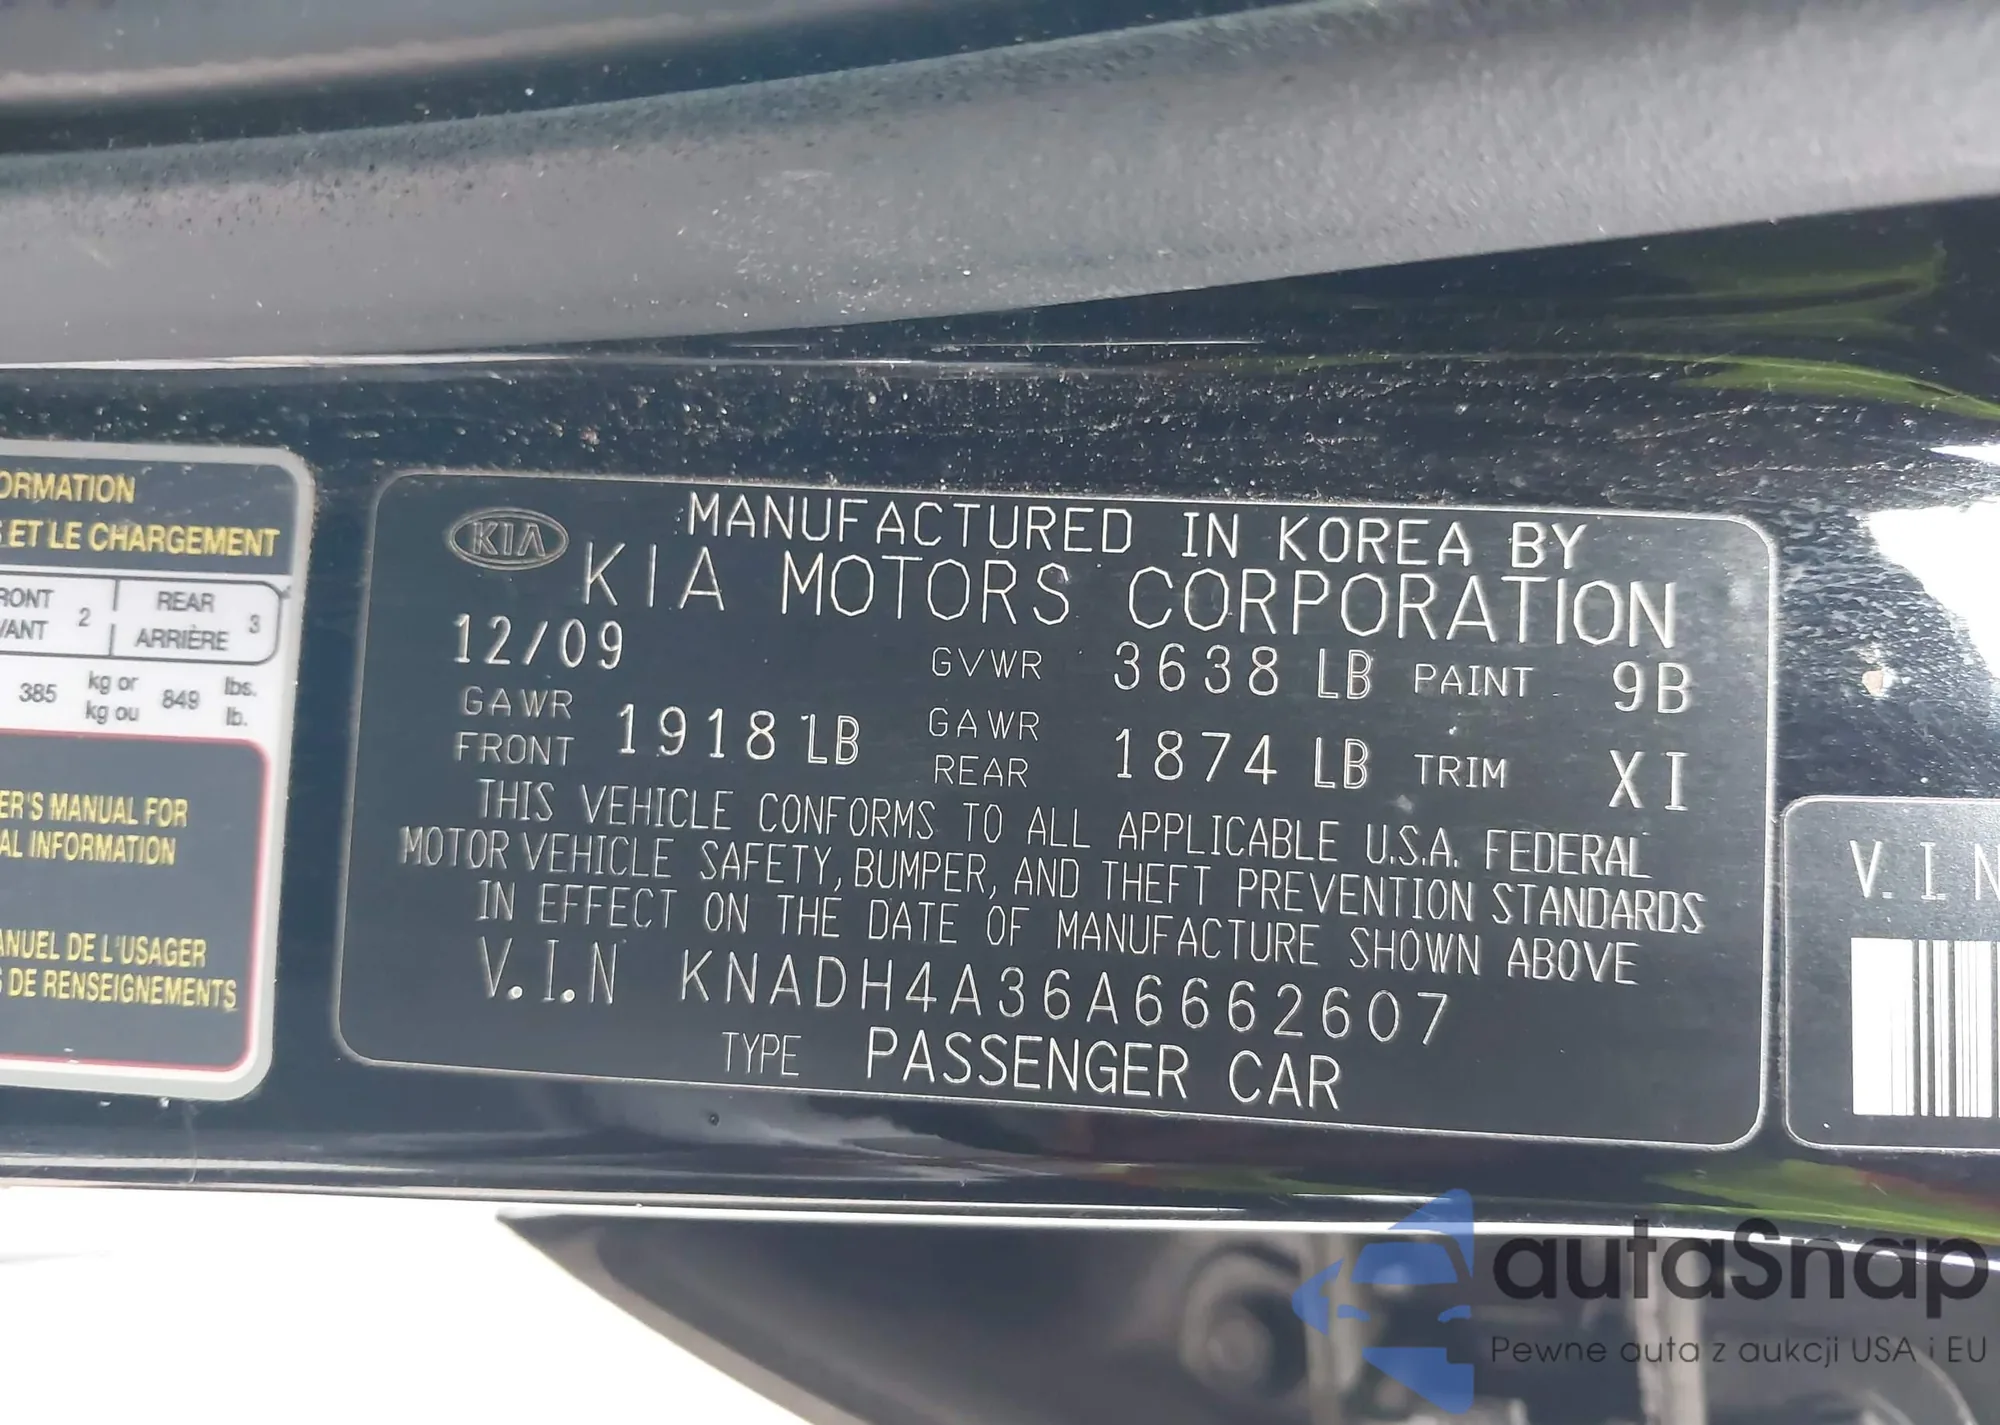 ORMATION
S ET LE CHARGEMENT
RONT 2 REAR 3
VANT ARRIÈRE
385 kg or 849 lbs.
kg ou lb.
ER'S MANUAL FOR
AL INFORMATION
ANUEL DE L'USAGER
S DE RENSEIGNEMENTS
KIA
MANUFACTURED IN KOREA BY
KIA MOTORS CORPORATION
12/09 GVWR 3638 LB PAINT 9B
GAWR FRONT 1918 LB GAWR REAR 1874 LB TRIM XI
THIS VEHICLE CONFORMS TO ALL APPLICABLE U.S.A. FEDERAL
MOTOR VEHICLE SAFETY, BUMPER, AND THEFT PREVENTION STANDARDS
IN EFFECT ON THE DATE OF MANUFACTURE SHOWN ABOVE
V.I.N KNADH4A36A6662607
TYPE PASSENGER CAR
V.I.N
autaSnap
Pewne auta z aukcji USA i EU